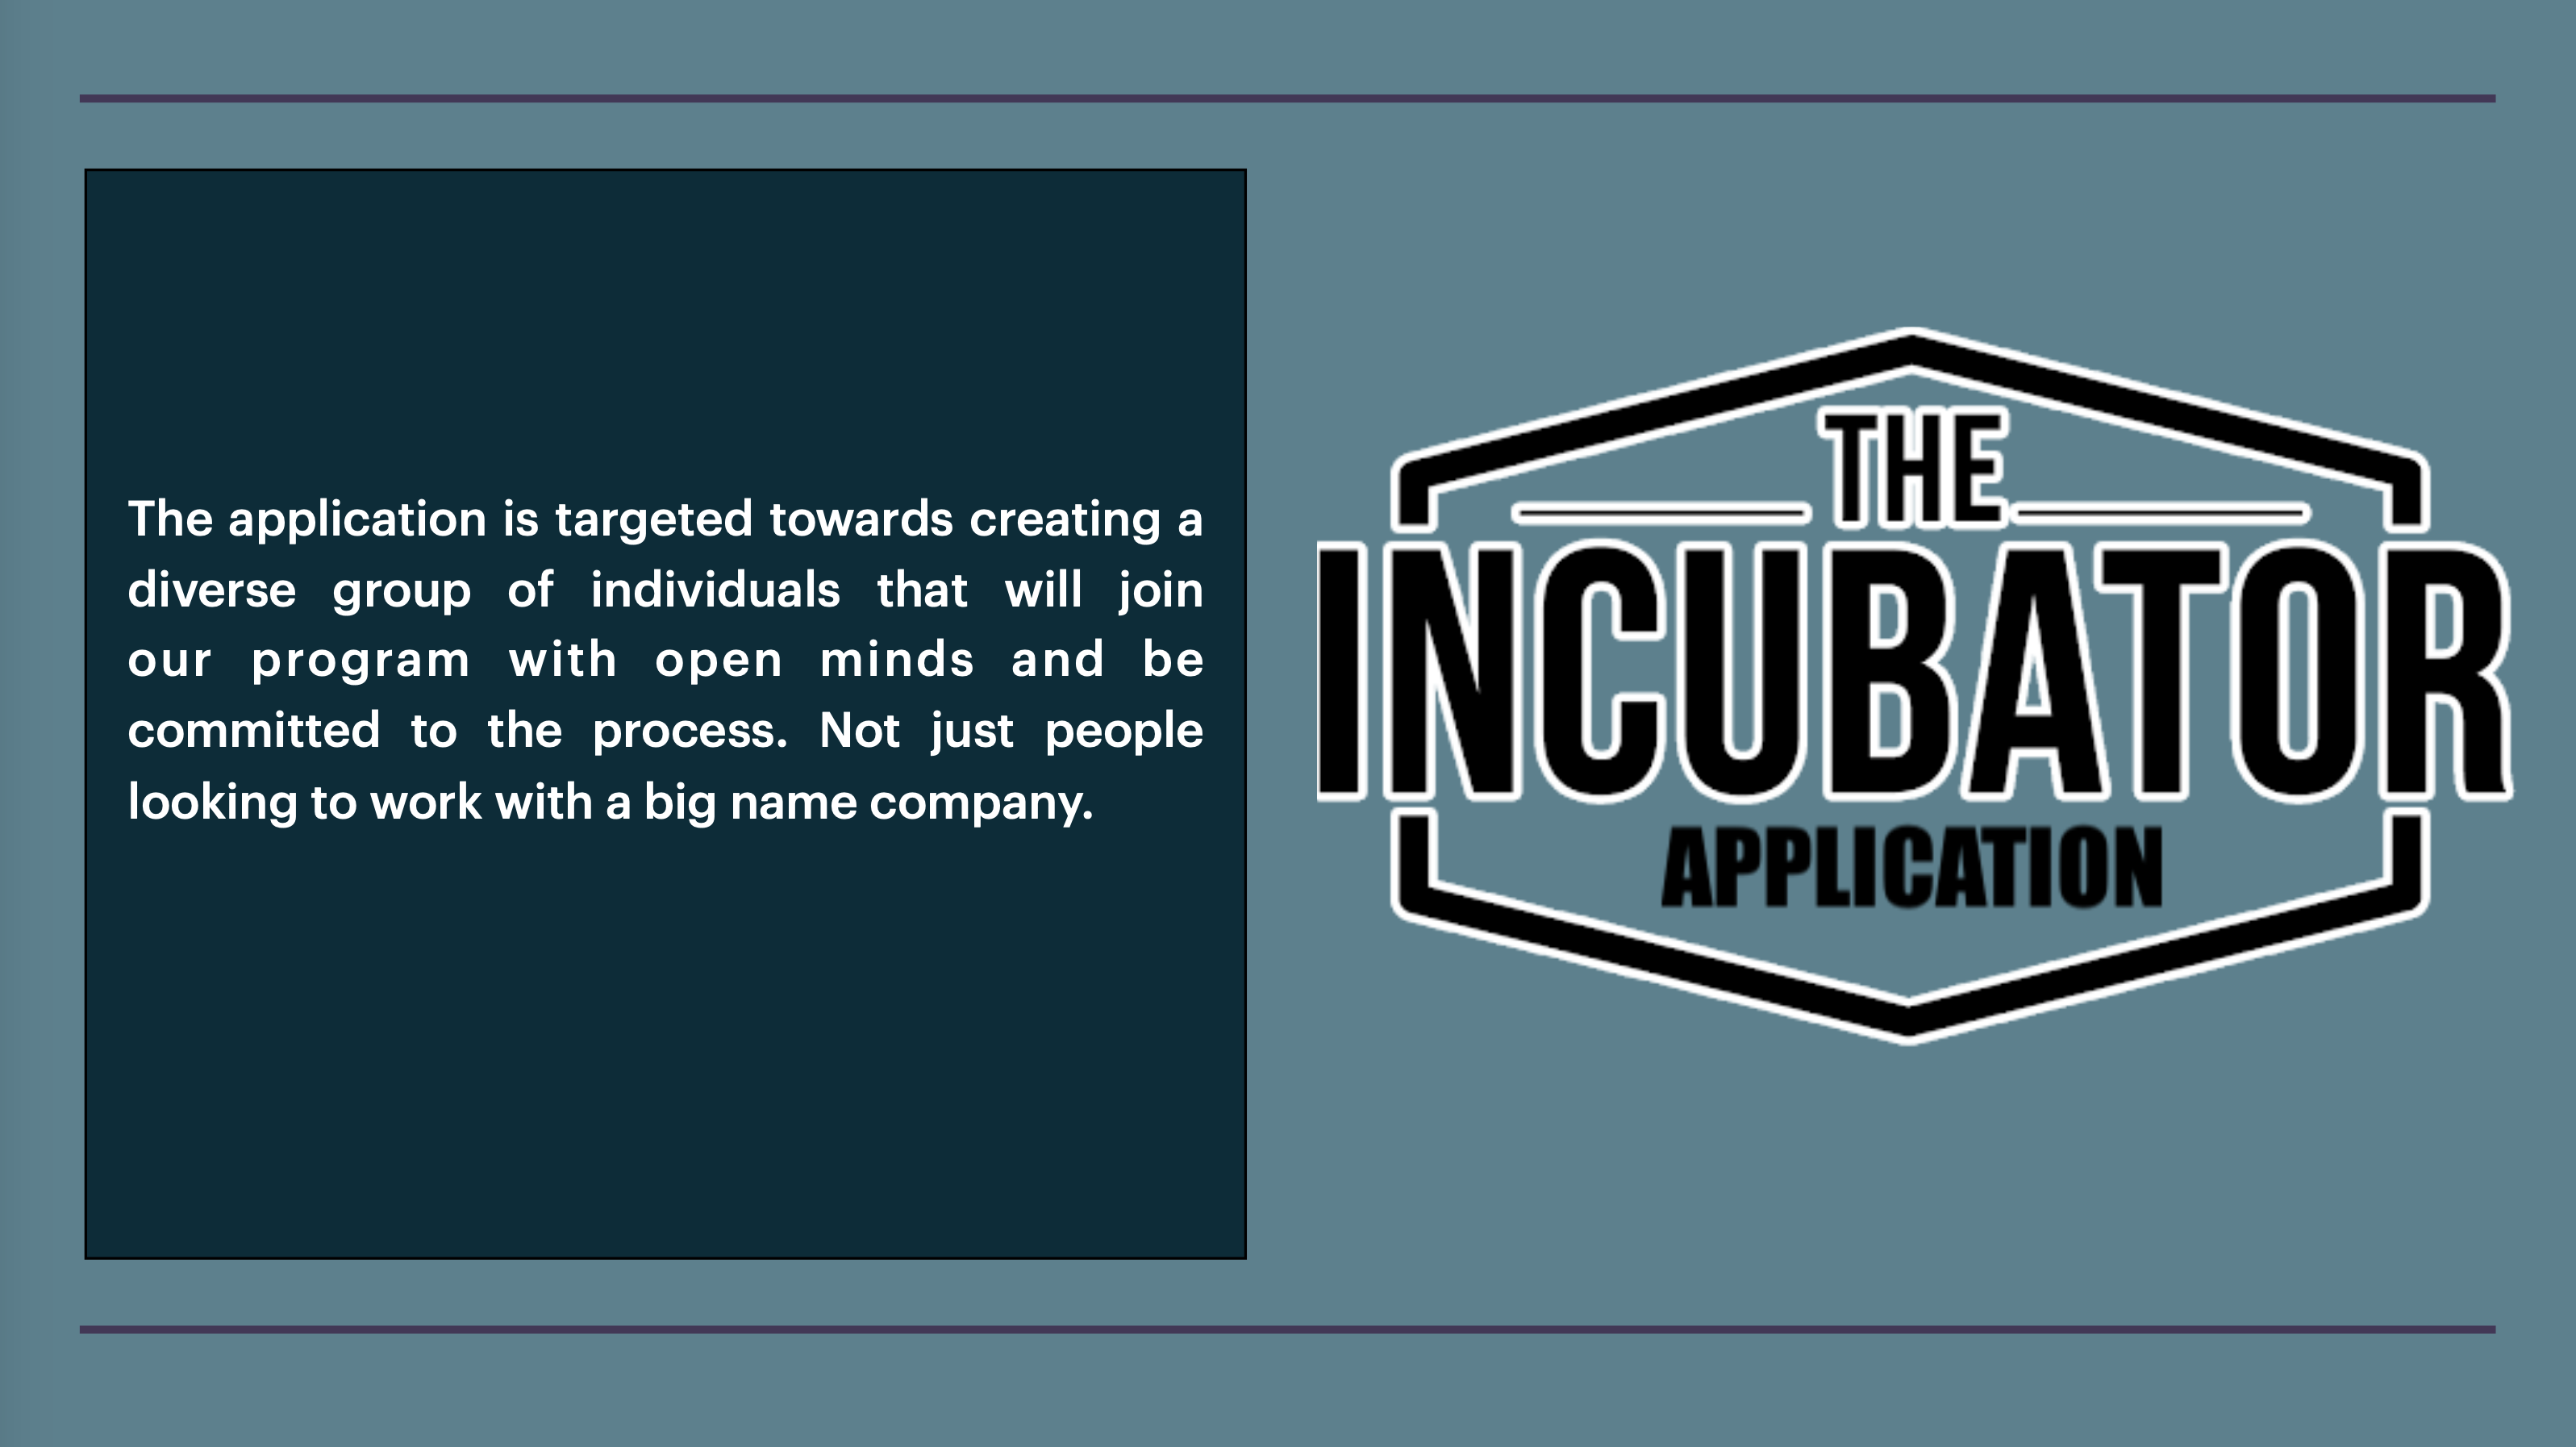 The application is targeted towards creating a
diverse group of individuals that will join
our program with open minds and be
committed to the process. Not just people
looking to work with a big name company.
THE
INCUBATOR
APPLICATION